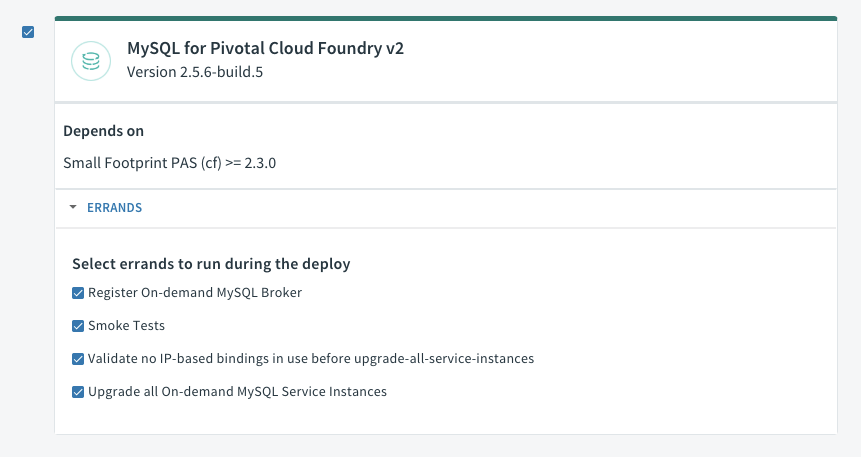 MySQL for Pivotal Cloud Foundry v2
Version 2.5.6-build.5
Depends on
Small Footprint PAS (cf) >= 2.3.0
ERRANDS
Select errands to run during the deploy
Register On-demand MySQL Broker
Smoke Tests
Validate no IP-based bindings in use before upgrade-all-service-instances
Upgrade all On-demand MySQL Service Instances